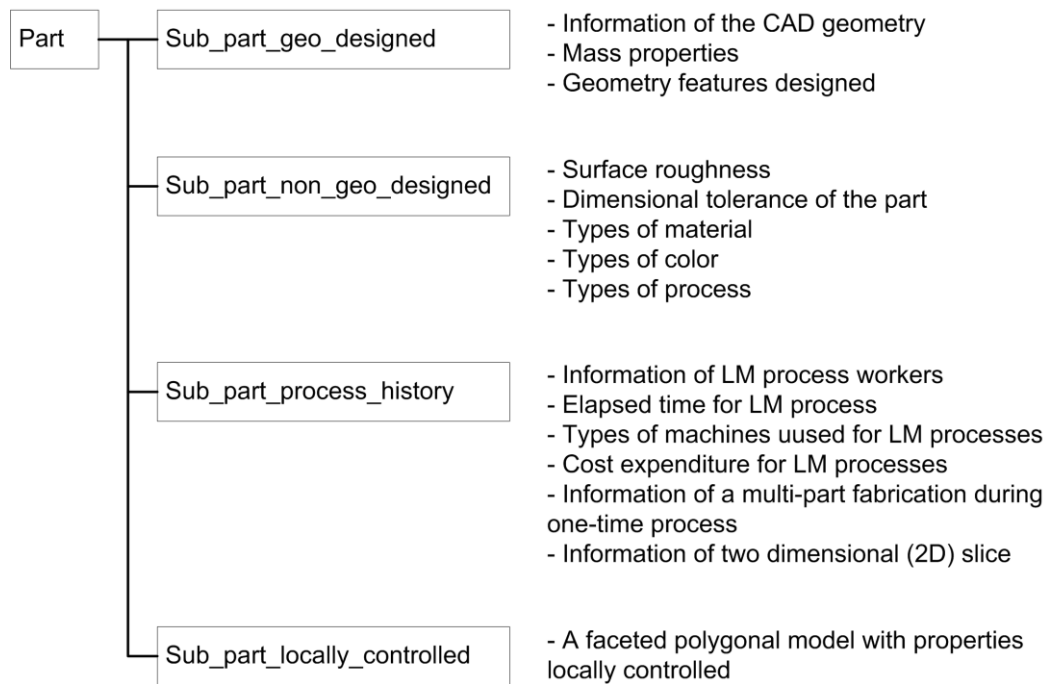 Part
Sub_part_geo_designed
- Information of the CAD geometry
- Mass properties
- Geometry features designed
Sub_part_non_geo_designed
- Surface roughness
- Dimensional tolerance of the part
- Types of material
- Types of color
- Types of process
Sub_part_process_history
- Information of LM process workers
- Elapsed time for LM process
- Types of machines uused for LM processes
- Cost expenditure for LM processes
- Information of a multi-part fabrication during
one-time process
- Information of two dimensional (2D) slice
Sub_part_locally_controlled
- A faceted polygonal model with properties
locally controlled